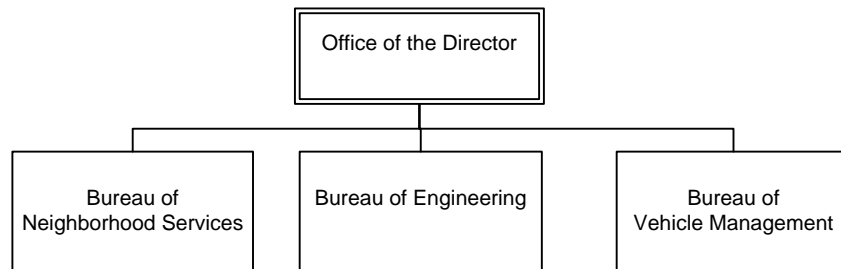 Office of the Director
Bureau of
Neighborhood Services
Bureau of Engineering
Bureau of
Vehicle Management